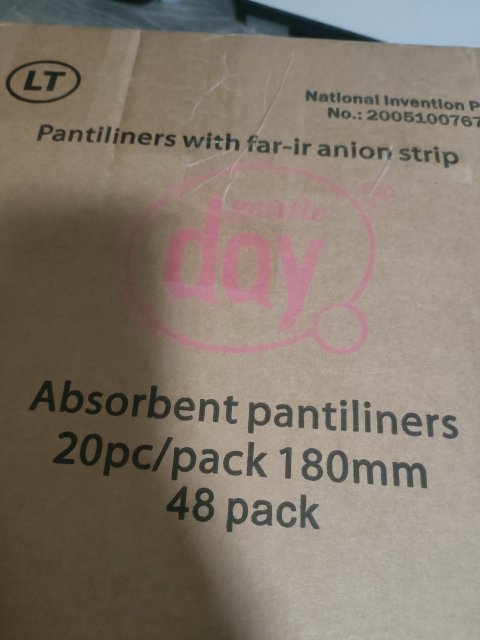 LT
National Invention P
No.: 2005100767
Pantiliners with far-ir anion strip
gentle
day
®
Absorbent pantiliners
20pc/pack 180mm
48 pack